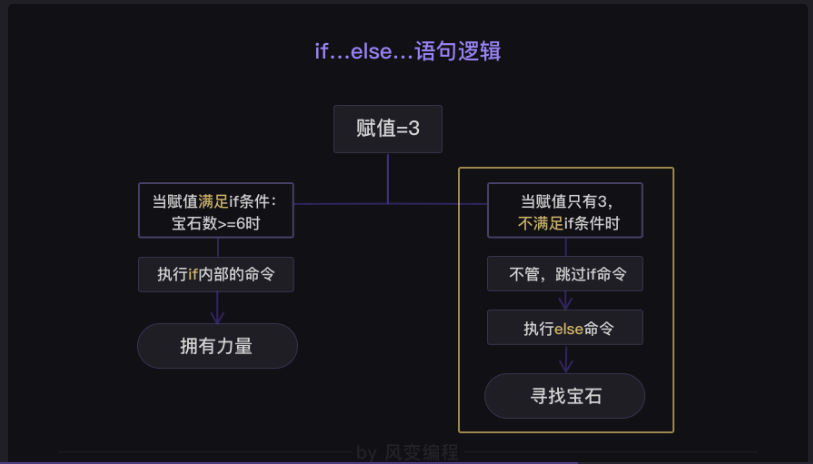 if...else...语句逻辑
赋值=3
当赋值满足if条件：
宝石数>=6时
执行if内部的命令
拥有力量
当赋值只有3，
不满足if条件时
不管，跳过if命令
执行else命令
寻找宝石
by 风变编程